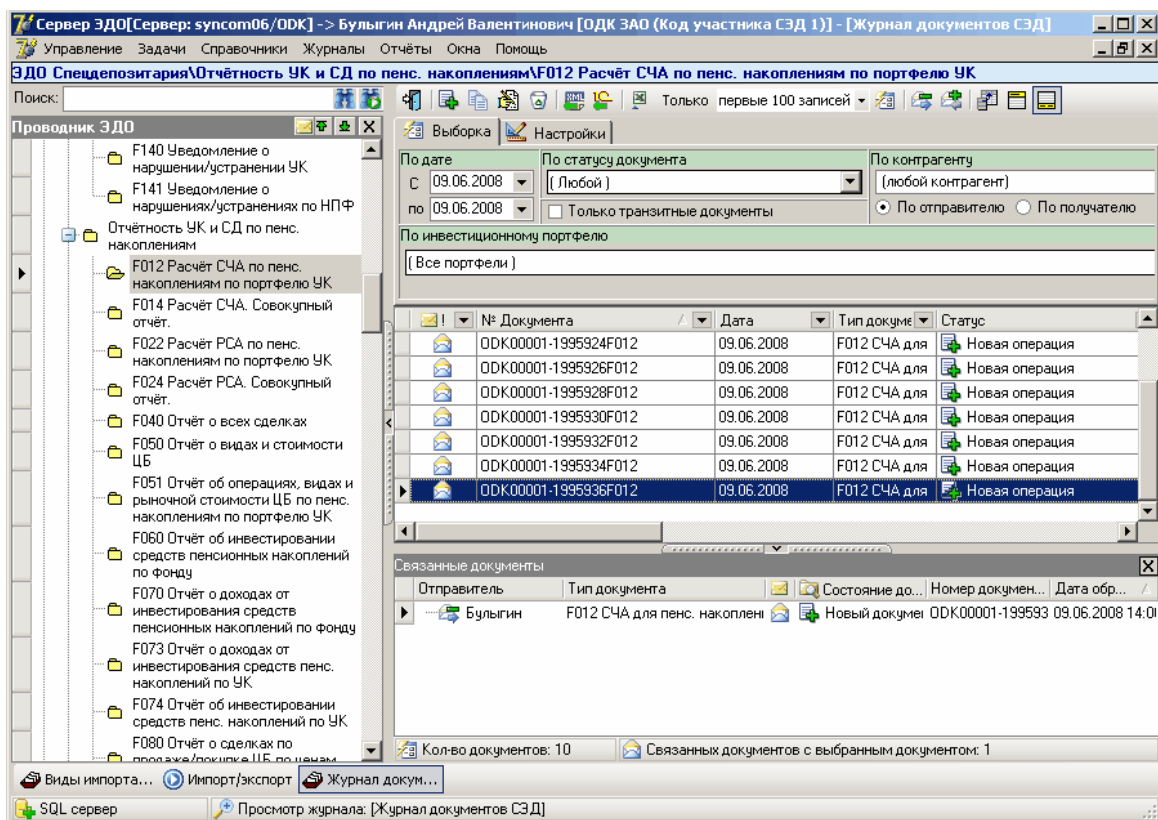 Сервер ЭДО[Сервер: syncom06/ODK] -> Булыгин Андрей Валентинович [ОДК ЗАО (Код участника СЭД 1)] - [Журнал документов СЭД]
Управление Задачи Справочники Журналы Отчёты Окна Помощь
ЭДО Спецдепозитария\Отчётность УК и СД по пенс. накоплениям\F012 Расчёт СЧА по пенс. накоплениям по портфелю УК
Поиск:
Только первые 100 записей
Проводник ЭДО
F140 Уведомление о
нарушении/устранении УК
F141 Уведомление о
нарушениях/устранениях по НПФ
Отчётность УК и СД по пенс.
накоплениям
F012 Расчёт СЧА по пенс.
накоплениям по портфелю УК
F014 Расчёт СЧА. Совокупный
отчёт.
F022 Расчёт РСА по пенс.
накоплениям по портфелю УК
F024 Расчёт РСА. Совокупный
отчёт.
F040 Отчёт о всех сделках
F050 Отчёт о видах и стоимости
ЦБ
F051 Отчёт об операциях, видах и
рыночной стоимости ЦБ по пенс.
накоплениям по портфелю УК
F060 Отчёт об инвестировании
средств пенсионных накоплений
по фонду
F070 Отчёт о доходах от
инвестирования средств
пенсионных накоплений по фонду
F073 Отчёт о доходах от
инвестирования средств пенс.
накоплений по УК
F074 Отчёт об инвестировании
средств пенс. накоплений по УК
F080 Отчёт о сделках по
продаже/покупке ЦБ по ценам
Выборка Настройки
По дате По статусу документа По контрагенту
С 09.06.2008 ( Любой ) (любой контрагент)
по 09.06.2008 Только транзитные документы По отправителю По получателю
По инвестиционному портфелю
( Все портфели )
! № Документа Дата Тип докуме Статус
ODK00001-1995924F012 09.06.2008 F012 СЧА для Новая операция
ODK00001-1995926F012 09.06.2008 F012 СЧА для Новая операция
ODK00001-1995928F012 09.06.2008 F012 СЧА для Новая операция
ODK00001-1995930F012 09.06.2008 F012 СЧА для Новая операция
ODK00001-1995932F012 09.06.2008 F012 СЧА для Новая операция
ODK00001-1995934F012 09.06.2008 F012 СЧА для Новая операция
ODK00001-1995936F012 09.06.2008 F012 СЧА для Новая операция
Связанные документы
Отправитель Тип документа Состояние до... Номер докумен... Дата обр...
Булыгин F012 СЧА для пенс. накоплени Новый докумег ODK00001-199593 09.06.2008 14:0
Кол-во документов: 10 Связанных документов с выбранным документом: 1
Виды импорта... Импорт/экспорт Журнал докум...
SQL сервер Просмотр журнала: [Журнал документов СЭД]